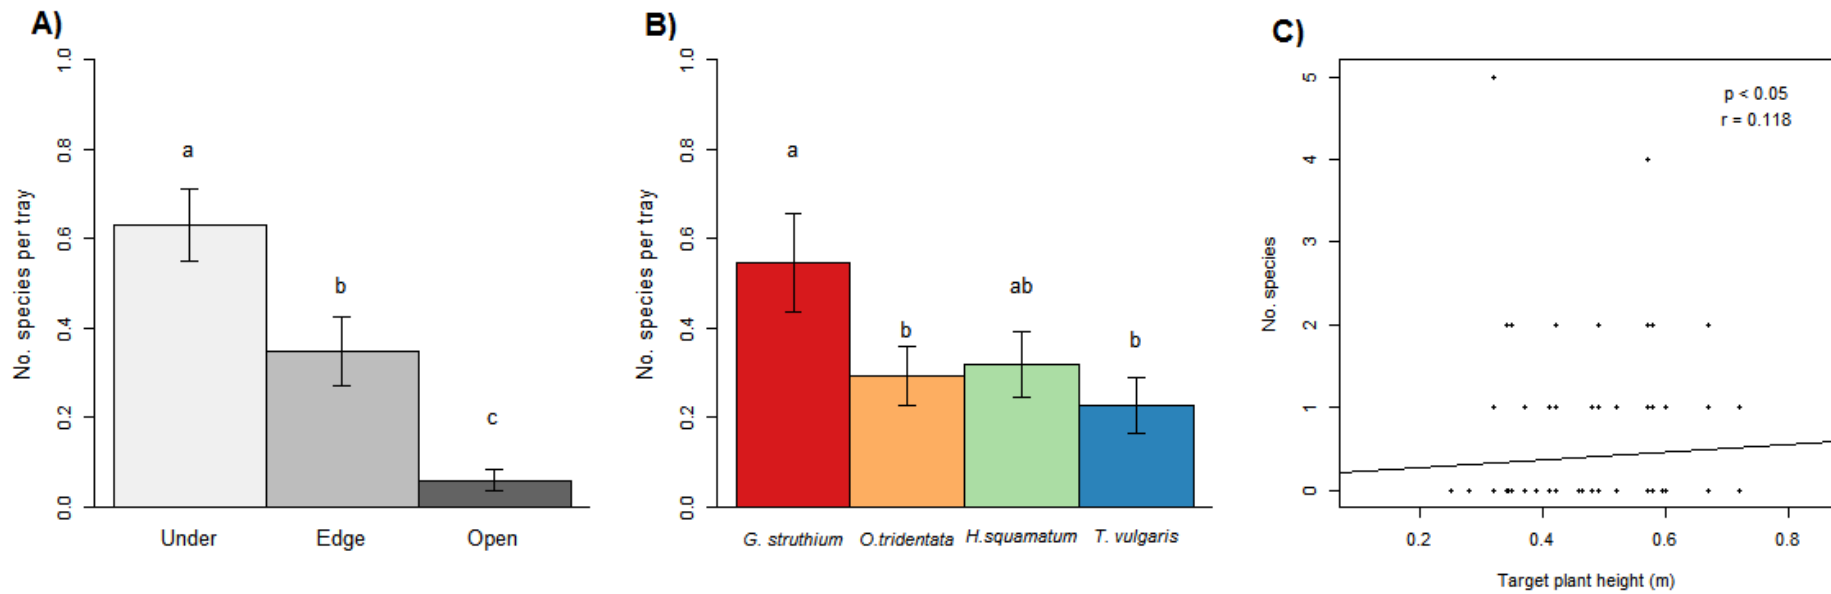 A)
No. species per tray
1.0
0.8
0.6
0.4
0.2
0.0
a
b
c
Under Edge Open
B)
No. species per tray
1.0
0.8
0.6
0.4
0.2
0.0
a
b
ab
b
G. struthium O.tridentata H.squamatum T. vulgaris
C)
No. species
5
4
3
2
1
0
p < 0.05
r = 0.118
0.2 0.4 0.6 0.8
Target plant height (m)